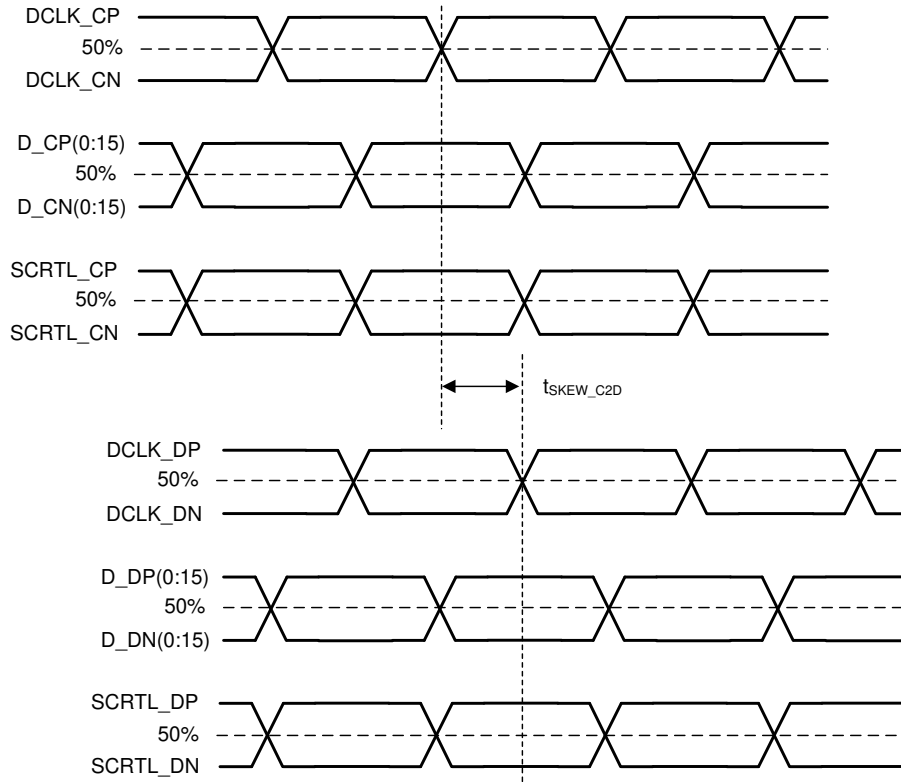 DCLK_CP
50%
DCLK_CN
D_CP(0:15)
50%
D_CN(0:15)
SCRTL_CP
50%
SCRTL_CN
tSKEW_C2D
DCLK_DP
50%
DCLK_DN
D_DP(0:15)
50%
D_DN(0:15)
SCRTL_DP
50%
SCRTL_DN